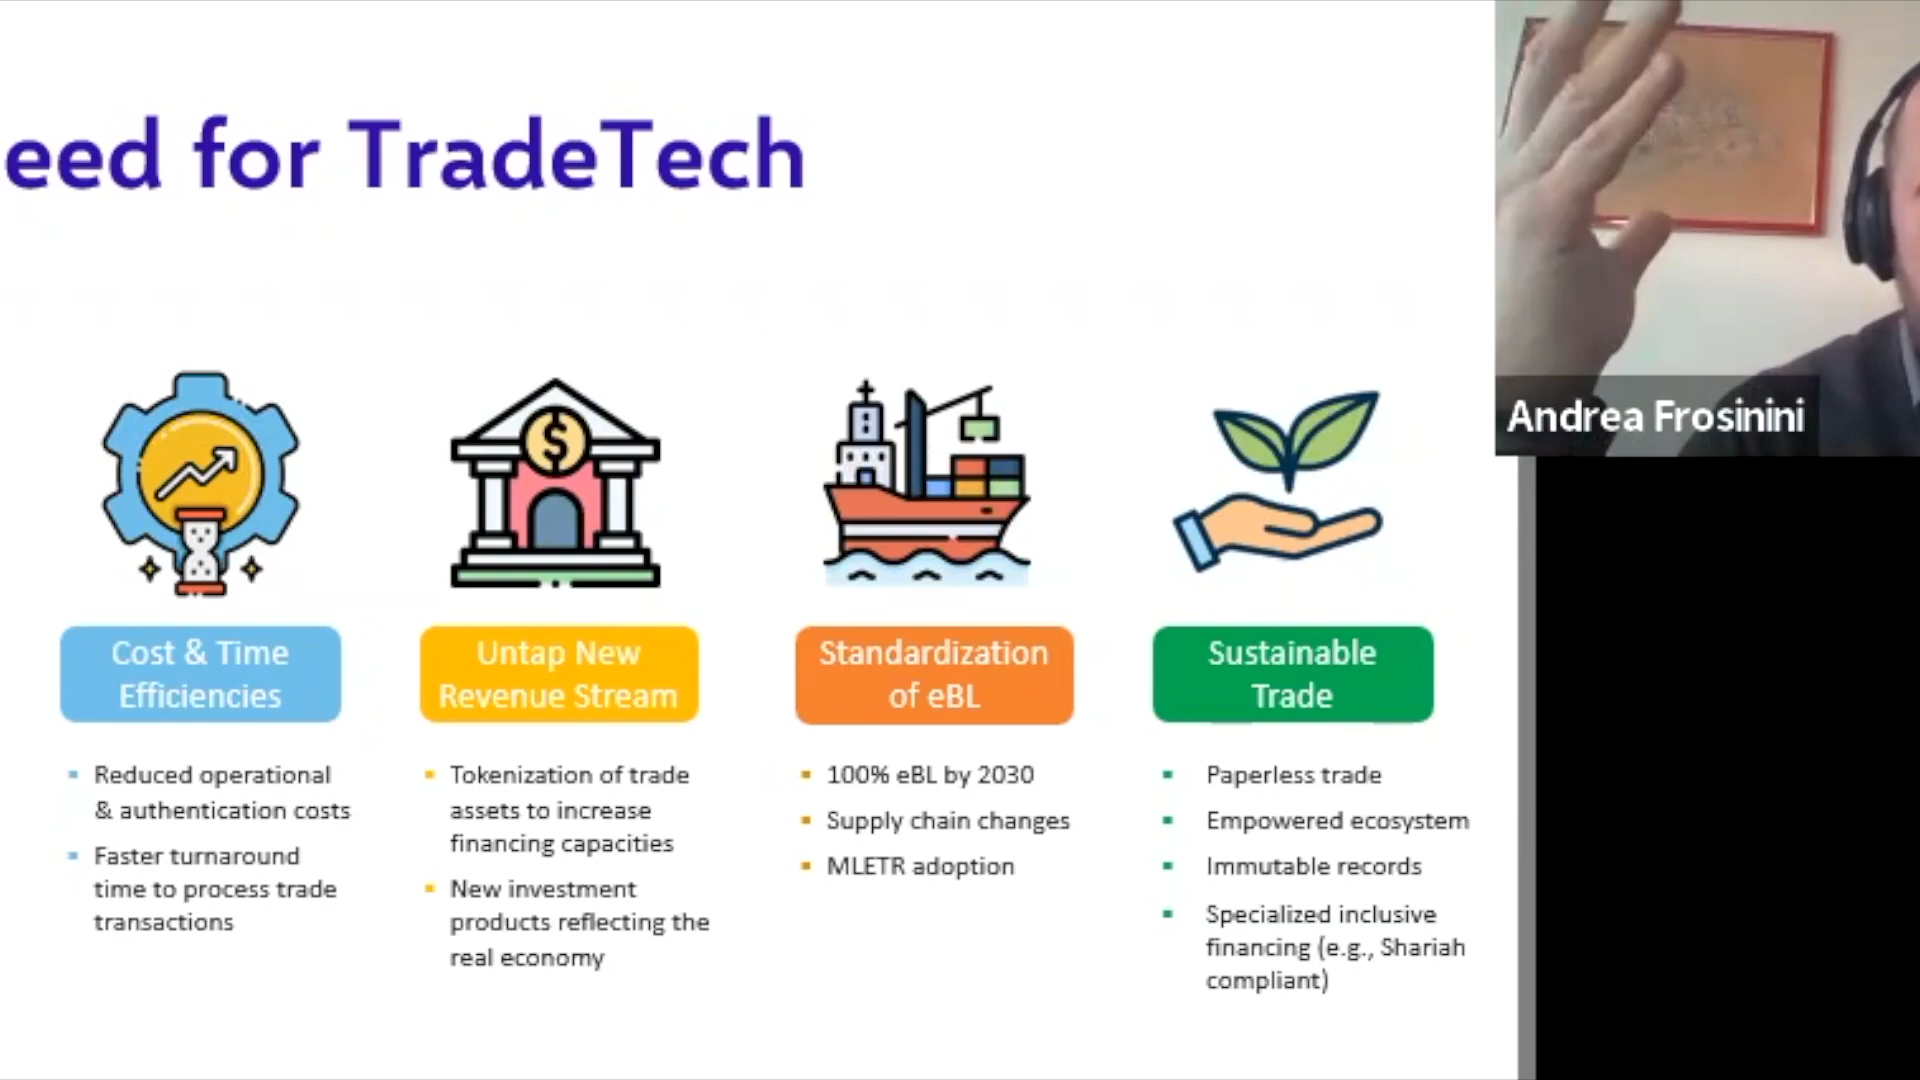 eed for TradeTech
Andrea Frosinini
Cost & Time
Efficiencies
Reduced operational
& authentication costs
Faster turnaround
time to process trade
transactions
$
Untap New
Revenue Stream
Tokenization of trade
assets to increase
financing capacities
New investment
products reflecting the
real economy
Standardization
of eBL
100% eBL by 2030
Supply chain changes
MLETR adoption
Sustainable
Trade
Paperless trade
Empowered ecosystem
Immutable records
Specialized inclusive
financing (e.g., Shariah
compliant)